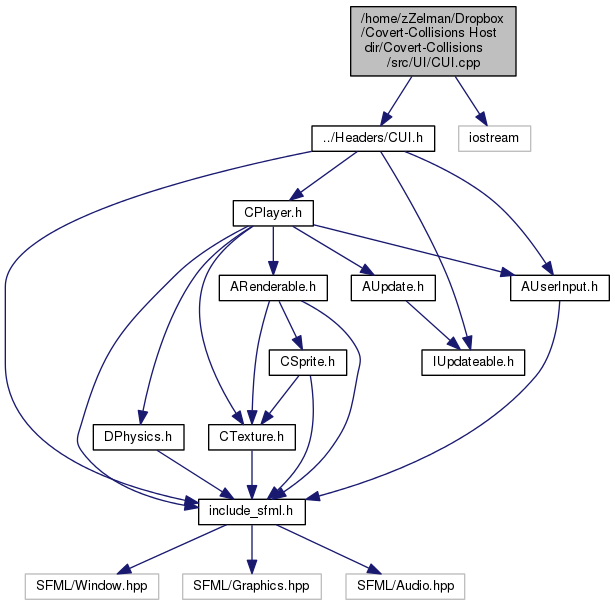 /home/zZelman/Dropbox
/Covert-Collisions Host
dir/Covert-Collisions
/src/UI/CUI.cpp
../Headers/CUI.h
iostream
CPlayer.h
ARenderable.h
AUpdate.h
AUserInput.h
CSprite.h
IUpdateable.h
DPhysics.h
CTexture.h
include_sfml.h
SFML/Window.hpp
SFML/Graphics.hpp
SFML/Audio.hpp